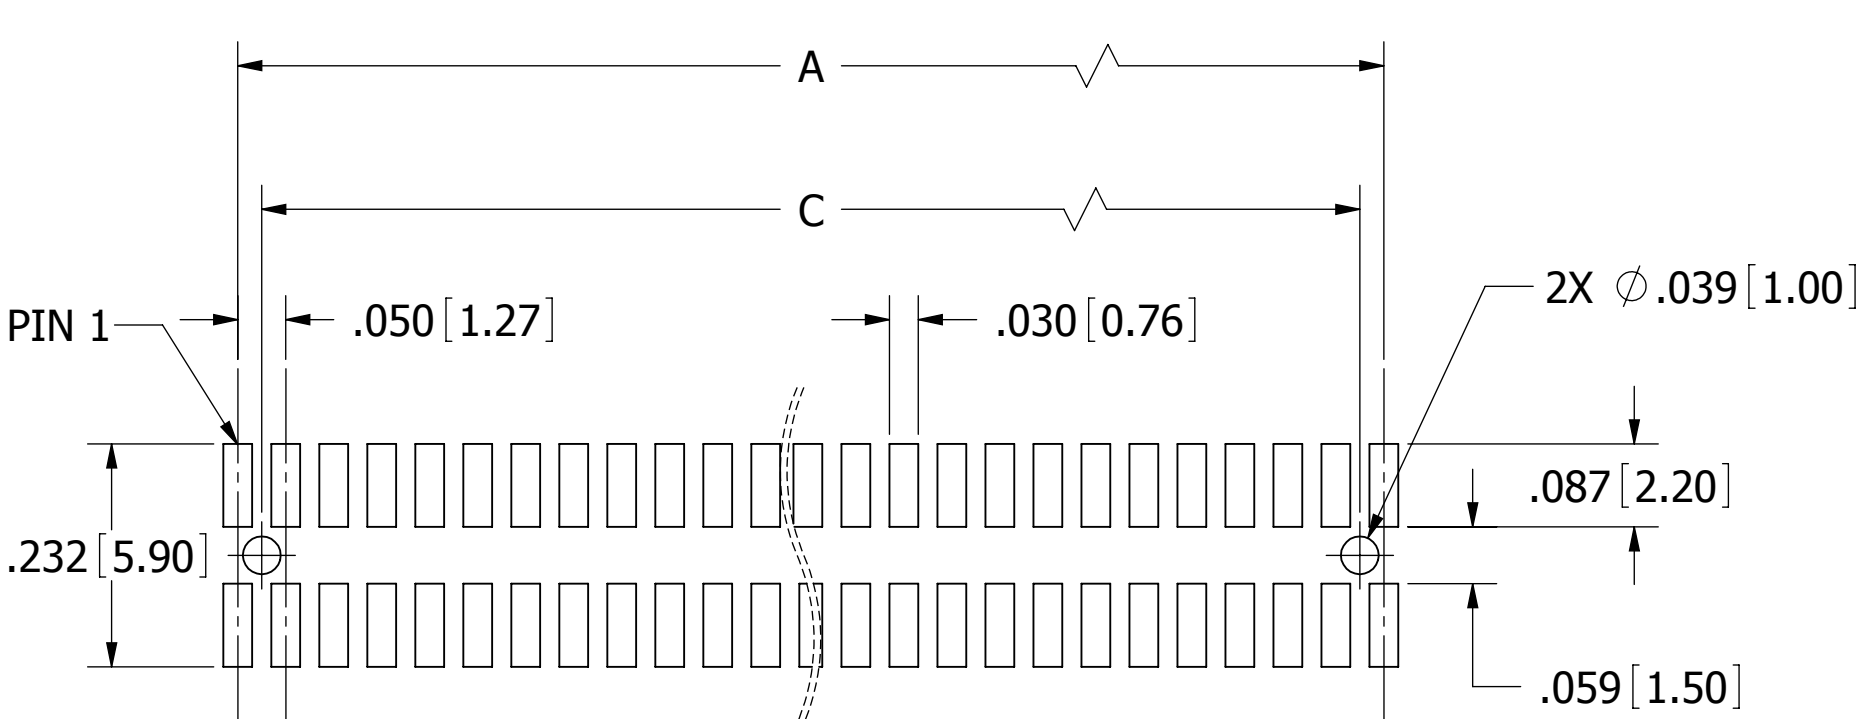 A
C
2X ∅.039[1.00]
PIN 1
.050[1.27]
.030[0.76]
.087[2.20]
.232[5.90]
.059[1.50]